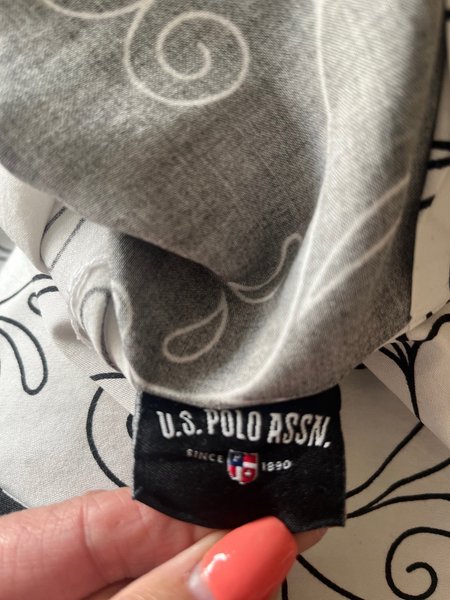 U.S. POLO ASSN.
SINCE 1890